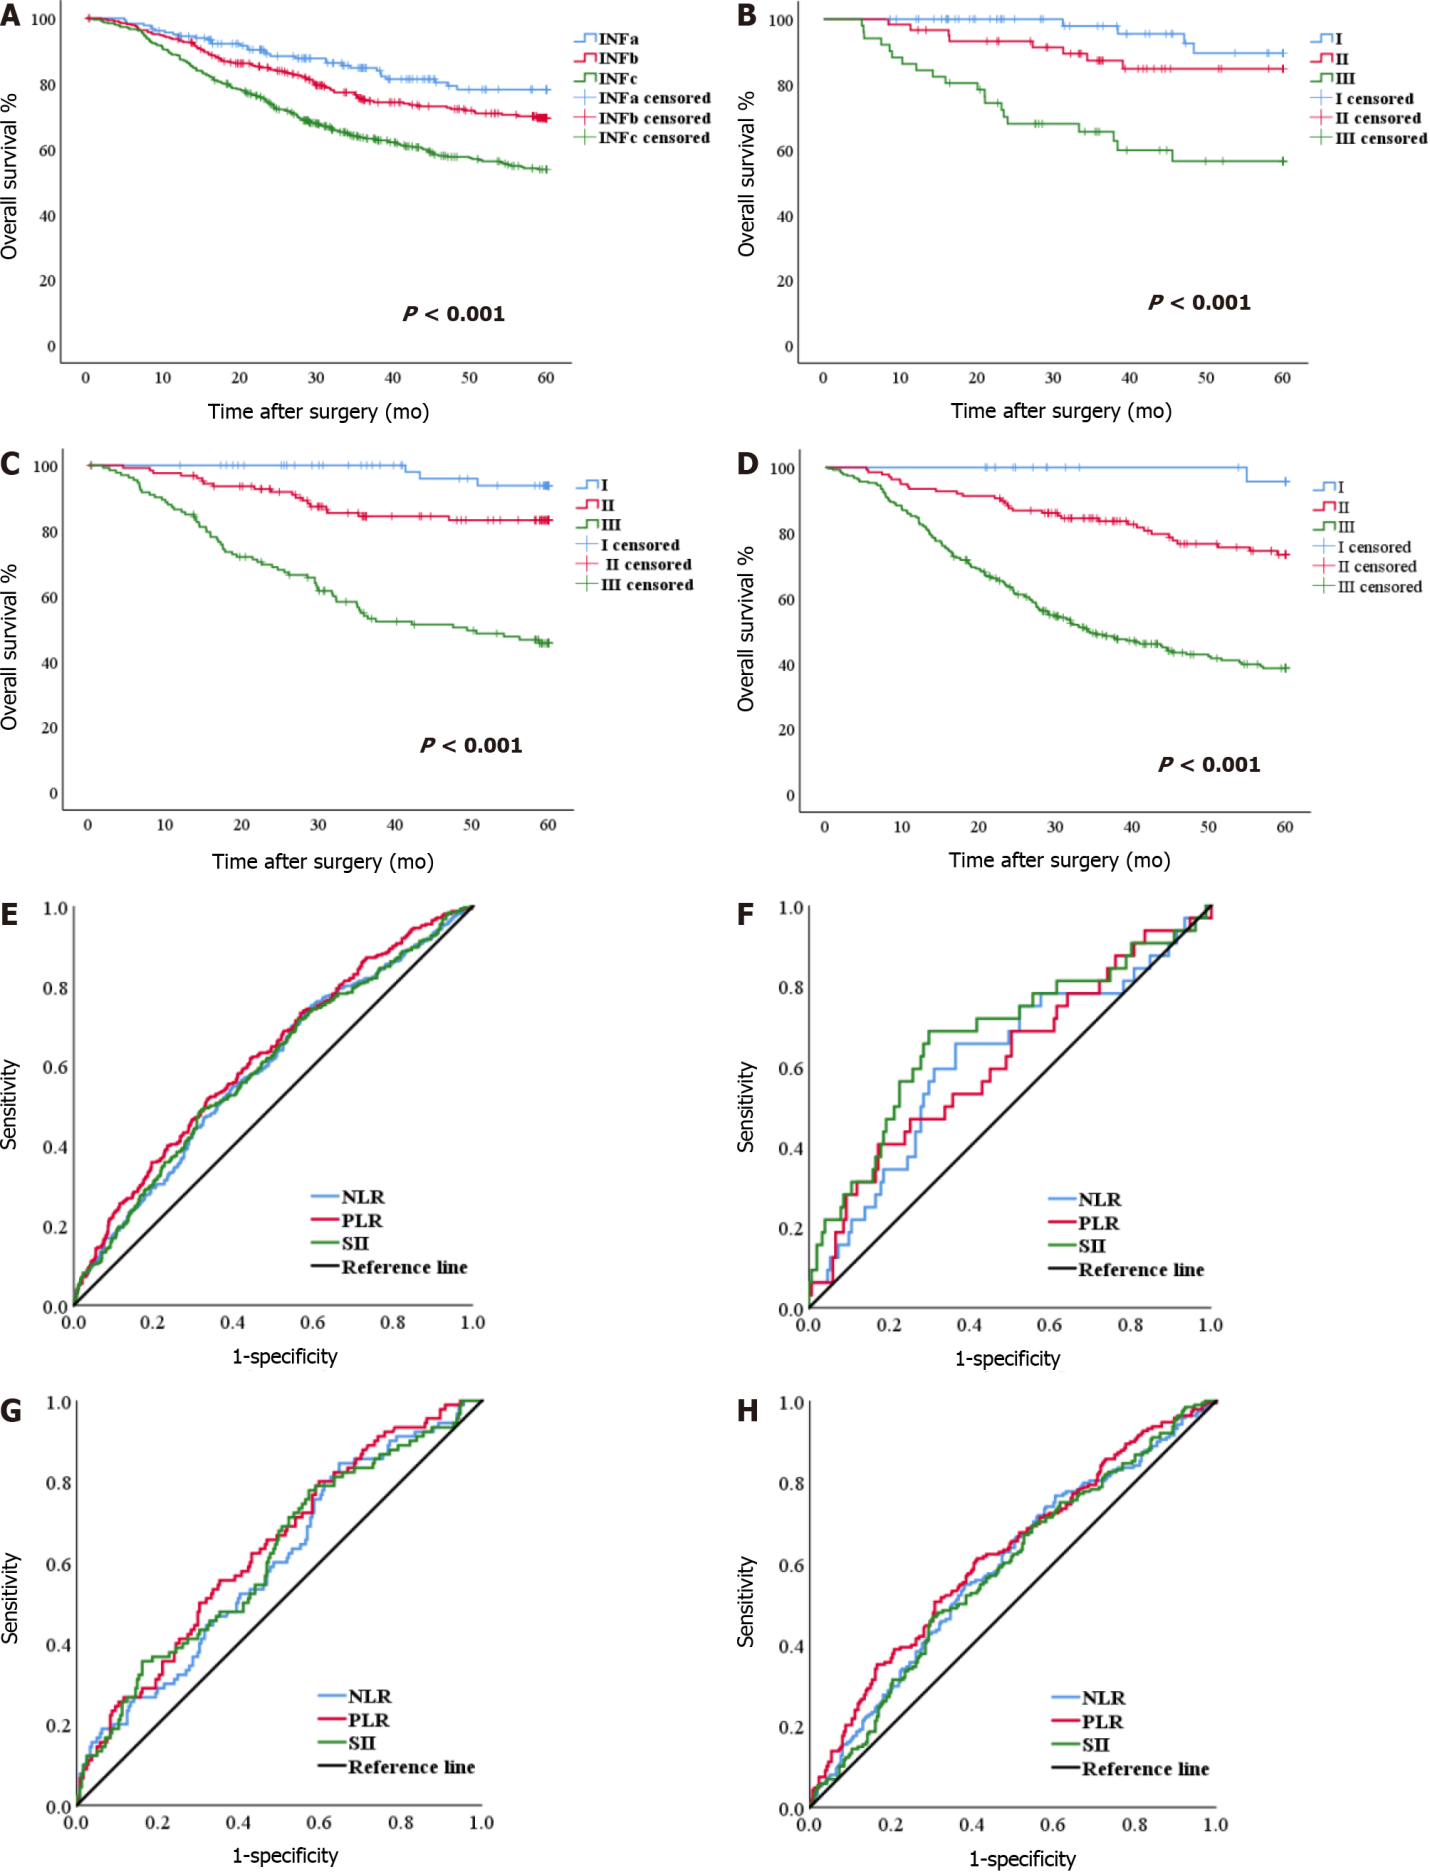 A
100
80
60
40
20
0
0 10 20 30 40 50 60
Overall survival %
Time after surgery (mo)
P < 0.001
INFa
INFb
INFc
INFa censored
INFb censored
INFc censored
B
100
80
60
40
20
0
0 10 20 30 40 50 60
Overall survival %
Time after surgery (mo)
P < 0.001
I
II
III
I censored
II censored
III censored
C
100
80
60
40
20
0
0 10 20 30 40 50 60
Overall survival %
Time after surgery (mo)
P < 0.001
I
II
III
I censored
II censored
III censored
D
100
80
60
40
20
0
0 10 20 30 40 50 60
Overall survival %
Time after surgery (mo)
P < 0.001
I
II
III
I censored
II censored
III censored
E
1.0
0.8
0.6
0.4
0.2
0.0
0.0 0.2 0.4 0.6 0.8 1.0
Sensitivity
1-specificity
NLR
PLR
SII
Reference line
F
1.0
0.8
0.6
0.4
0.2
0.0
0.0 0.2 0.4 0.6 0.8 1.0
Sensitivity
1-specificity
NLR
PLR
SII
Reference line
G
1.0
0.8
0.6
0.4
0.2
0.0
0.0 0.2 0.4 0.6 0.8 1.0
Sensitivity
1-specificity
NLR
PLR
SII
Reference line
H
1.0
0.8
0.6
0.4
0.2
0.0
0.0 0.2 0.4 0.6 0.8 1.0
Sensitivity
1-specificity
NLR
PLR
SII
Reference line